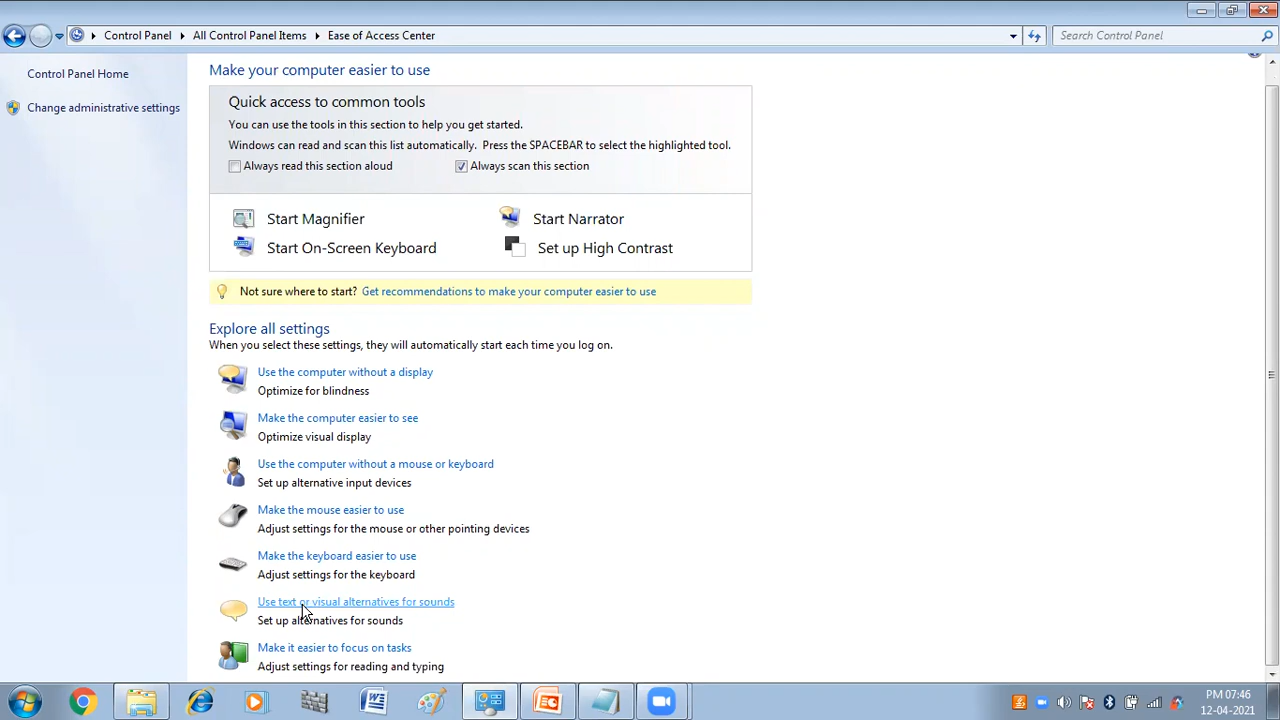 Control Panel
All Control Panel Items
Ease of Access Center
Search Control Panel
Control Panel Home
Change administrative settings
Make your computer easier to use
Quick access to common tools
You can use the tools in this section to help you get started.
Windows can read and scan this list automatically. Press the SPACEBAR to select the highlighted tool.
Always read this section aloud
Always scan this section
Start Magnifier
Start Narrator
Start On-Screen Keyboard
Set up High Contrast
Not sure where to start? Get recommendations to make your computer easier to use
Explore all settings
When you select these settings, they will automatically start each time you log on.
Use the computer without a display
Optimize for blindness
Make the computer easier to see
Optimize visual display
Use the computer without a mouse or keyboard
Set up alternative input devices
Make the mouse easier to use
Adjust settings for the mouse or other pointing devices
Make the keyboard easier to use
Adjust settings for the keyboard
Use text or visual alternatives for sounds
Set up alternatives for sounds
Make it easier to focus on tasks
Adjust settings for reading and typing
PM 07:46
12-04-2021